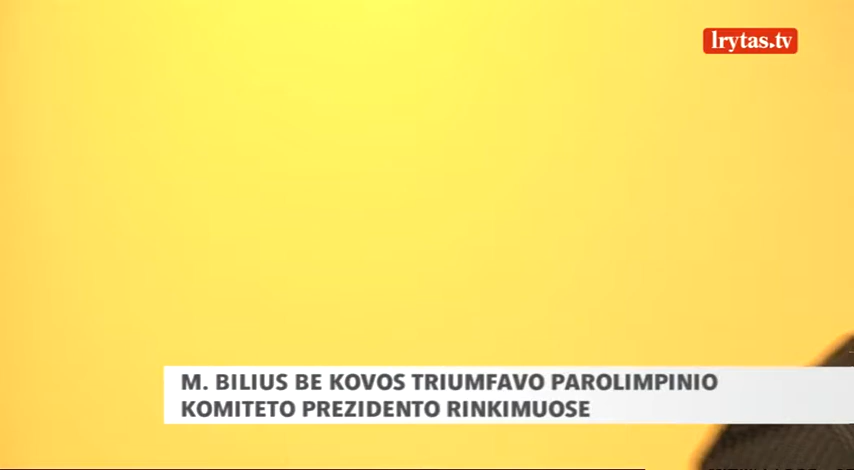 lrytas.tv
M. BILIUS BE KOVOS TRIUMFAVO PAROLIMPINIO
KOMITETO PREZIDENTO RINKIMUOSE